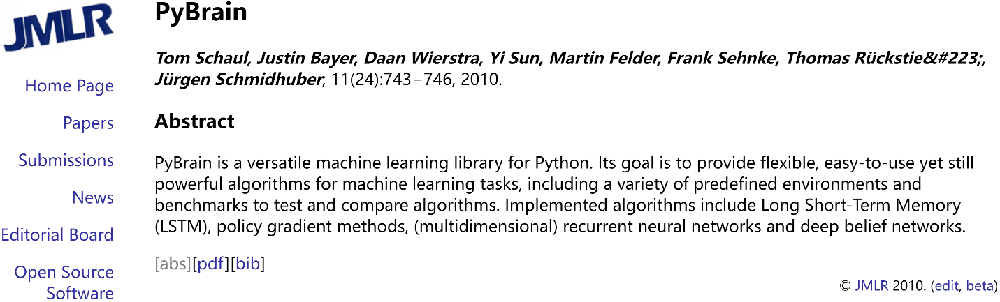 JMLR
Home Page
Papers
Submissions
News
Editorial Board
Open Source
Software
PyBrain
Tom Schaul, Justin Bayer, Daan Wierstra, Yi Sun, Martin Felder, Frank Sehnke, Thomas Rückstie&#223;,
Jürgen Schmidhuber; 11(24):743−746, 2010.
Abstract
PyBrain is a versatile machine learning library for Python. Its goal is to provide flexible, easy-to-use yet still
powerful algorithms for machine learning tasks, including a variety of predefined environments and
benchmarks to test and compare algorithms. Implemented algorithms include Long Short-Term Memory
(LSTM), policy gradient methods, (multidimensional) recurrent neural networks and deep belief networks.
[abs][pdf][bib]
© JMLR 2010. (edit, beta)